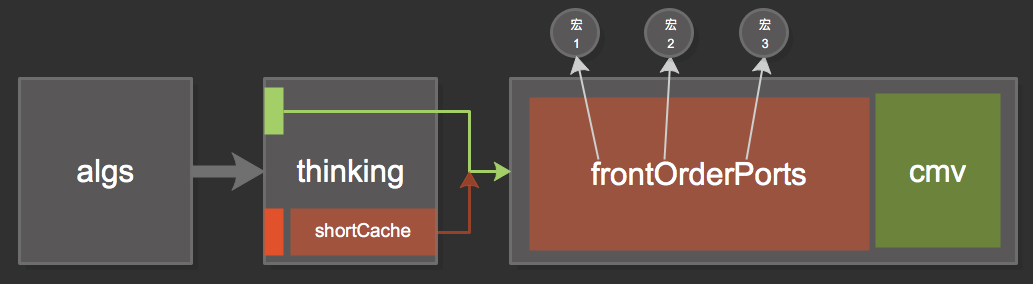 宏
1
宏
2
宏
3
algs
thinking
shortCache
frontOrderPorts
cmv